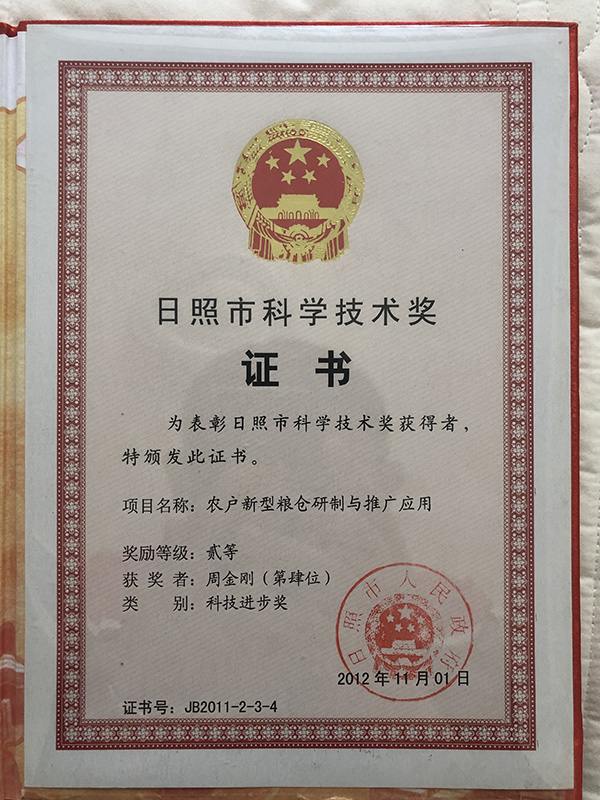 日照市科学技术奖
证书
为表彰日照市科学技术奖获得者，
特颁发此证书。
项目名称：农户新型粮仓研制与推广应用
奖励等级：贰等
获奖者：周金刚（第肆位）
类别：科技进步奖
日照市人民政府
2012年11月01日
证书号：JB2011-2-3-4